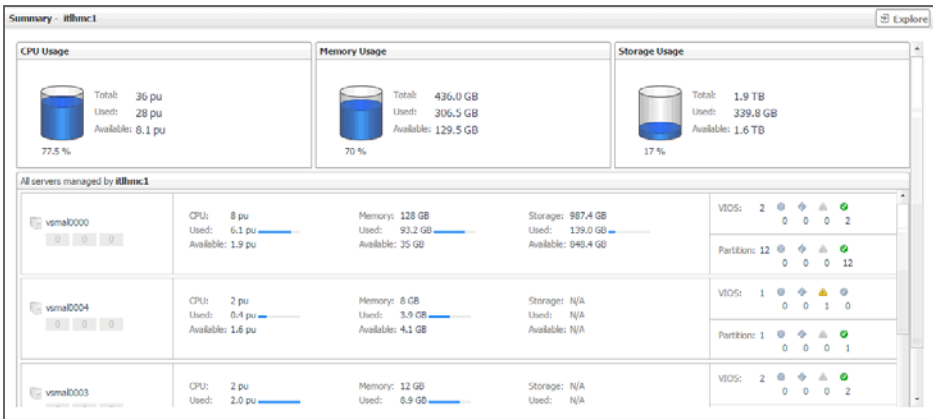 Summary - itlhmc1 Explore
CPU Usage Memory Usage Storage Usage
Total: 36 pu Total: 436.0 GB Total: 1.9 TB
Used: 28 pu Used: 306.5 GB Used: 339.8 GB
Available: 8.1 pu Available: 129.5 GB Available: 1.6 TB
77.5 % 70 % 17 %
All servers managed by itlhmc1
vsmal0000
0 0 0
CPU: 8 pu Memory: 128 GB Storage: 987.4 GB
Used: 6.1 pu Used: 93.2 GB Used: 139.0 GB
Available: 1.9 pu Available: 35 GB Available: 848.4 GB
VIOS: 2
0 0 0 2
Partition: 12
0 0 0 12
vsmal0004
0 0 0
CPU: 2 pu Memory: 8 GB Storage: N/A
Used: 0.4 pu Used: 3.9 GB Used: N/A
Available: 1.6 pu Available: 4.1 GB Available: N/A
VIOS: 1
0 0 1 0
Partition: 1
0 0 0 1
vsmal0003
CPU: 2 pu Memory: 12 GB Storage: N/A
Used: 2.0 pu Used: 8.9 GB Used: N/A
VIOS: 2
0 0 0 2